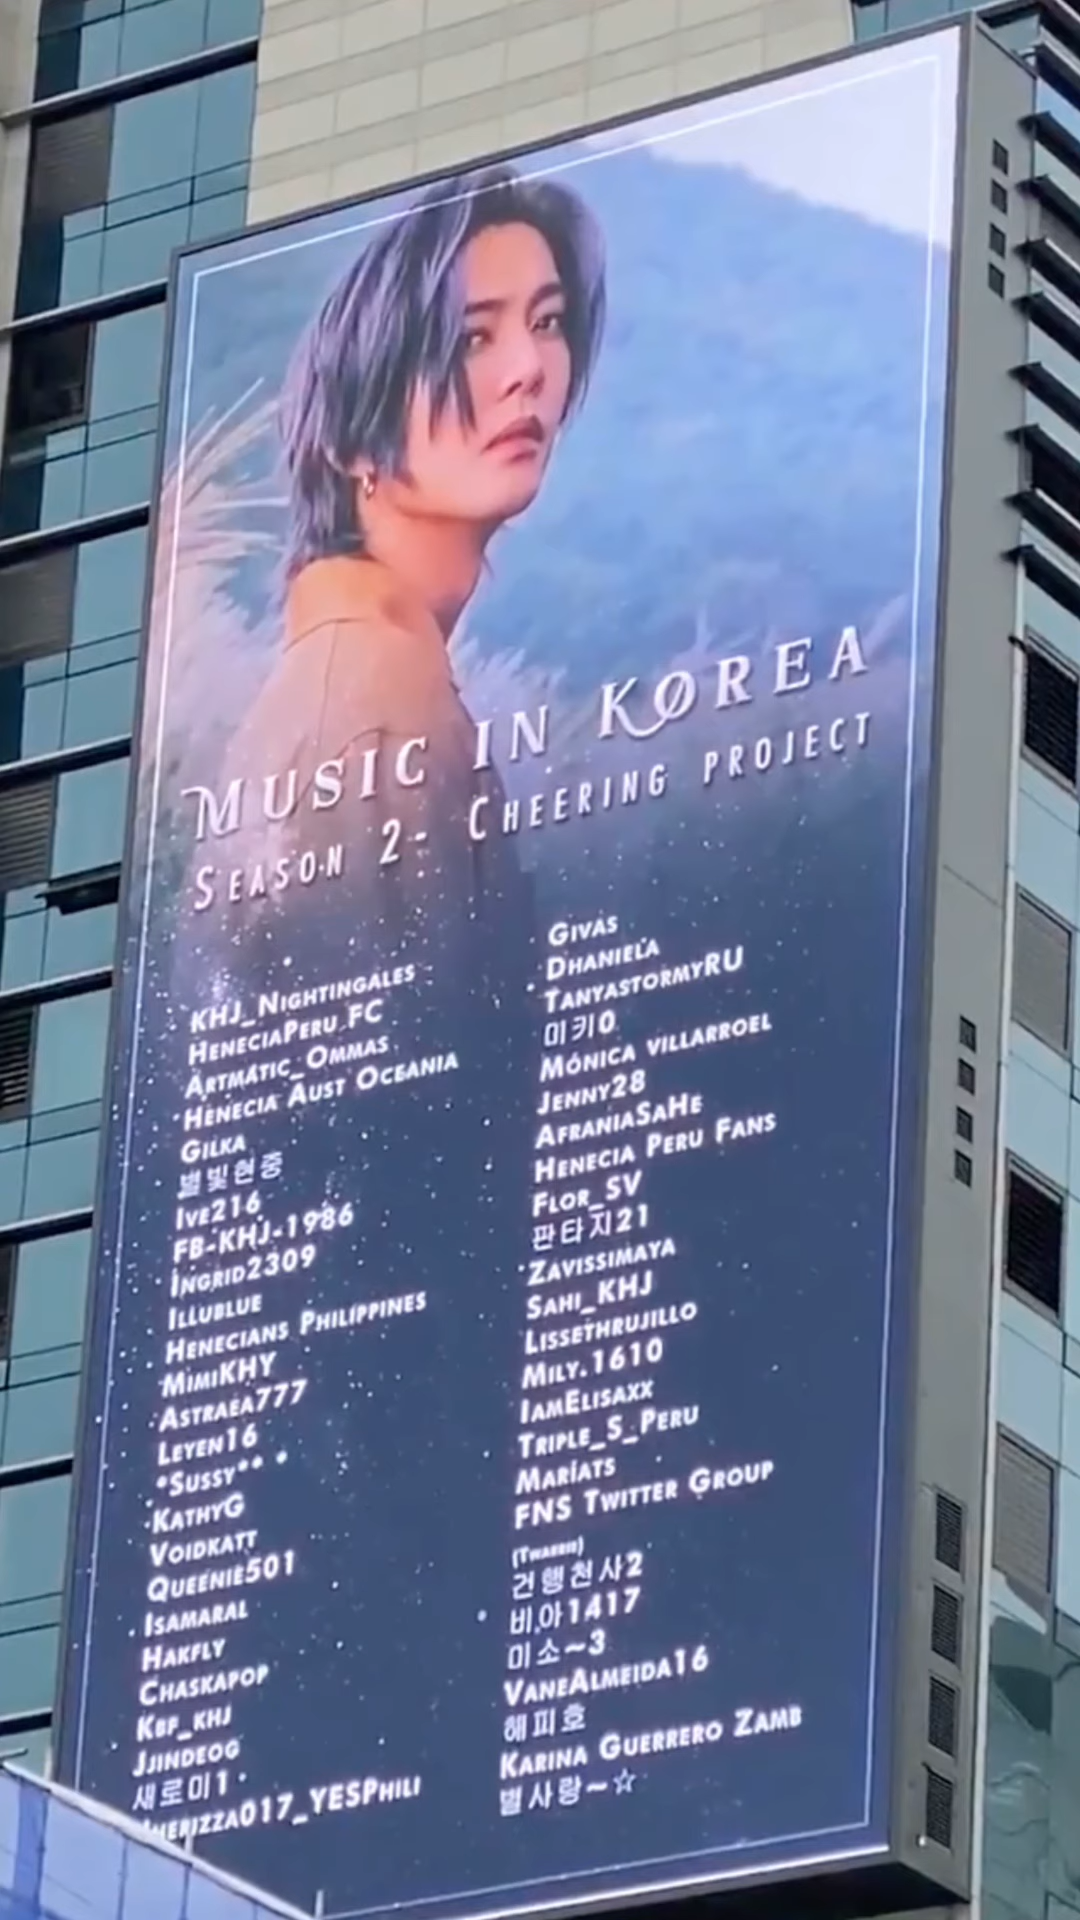 MUSIC IN KØREA
SEASON 2- CHEERING PROJECT
KHJ_NIGHTINGALES
HENECIAPERU_FC
ARTMATIC_OMMAS
HENECIA AUST OCEANIA
GILKA
별빛현중
IVE216
FB-KHJ-1986
INGRID2309
ILLUBLUE
HENECIANS PHILIPPINES
MIMIKHY
ASTRAEA777
LEYEN16
*SUSSY**
KATHYG
VOIDKATT
QUEENIE501
ISAMARAL
HAKFLY
CHASKAPOP
KBP_KHJ
JJINDEOG
새로미1
GIVAS
DHANIELA
TANYASTORMYRU
미키0
MÓNICA VILLARROEL
JENNY28
AFRANIASAHE
HENECIA PERU FANS
FLOR_SV
판타지21
ZAVISSIMAYA
SAHI_KHJ
LISSETHRUJILLO
MILY.1610
IAMELISAXX
TRIPLE_S_PERU
MARÍATS
FNS TWITTER GROUP
건행천사2
비아1417
미소~3
VANEALMEIDA16
해피호
KARINA GUERRERO ZAMB
별사랑~☆